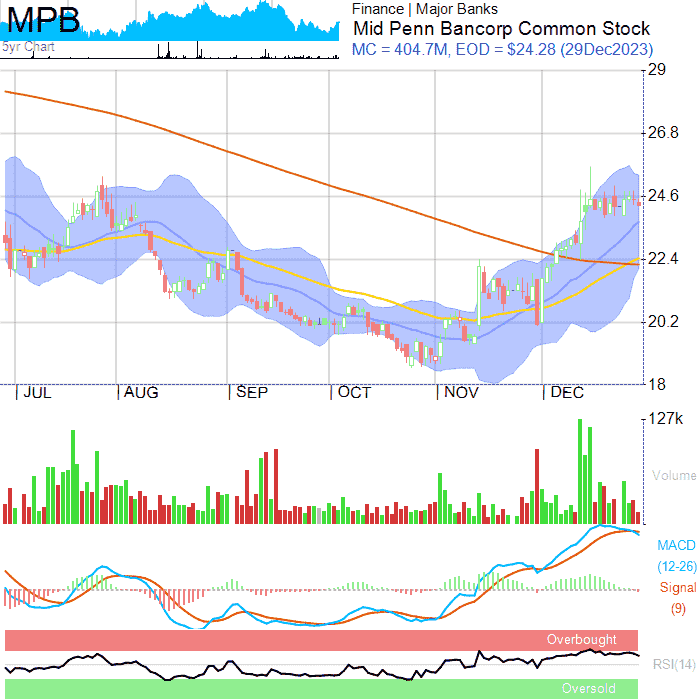 MPB
5yr Chart
Finance | Major Banks
Mid Penn Bancorp Common Stock
MC = 404.7M, EOD = $24.28 (29Dec2023)
29
26.8
24.6
22.4
20.2
18
JUL AUG SEP OCT NOV DEC
127k
Volume
MACD
(12-26)
Signal
(9)
Overbought
RSI(14)
Oversold